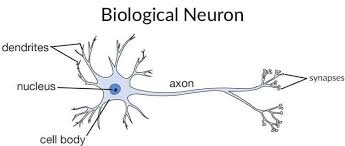 Biological Neuron
dendrites
nucleus
cell body
axon
synapses